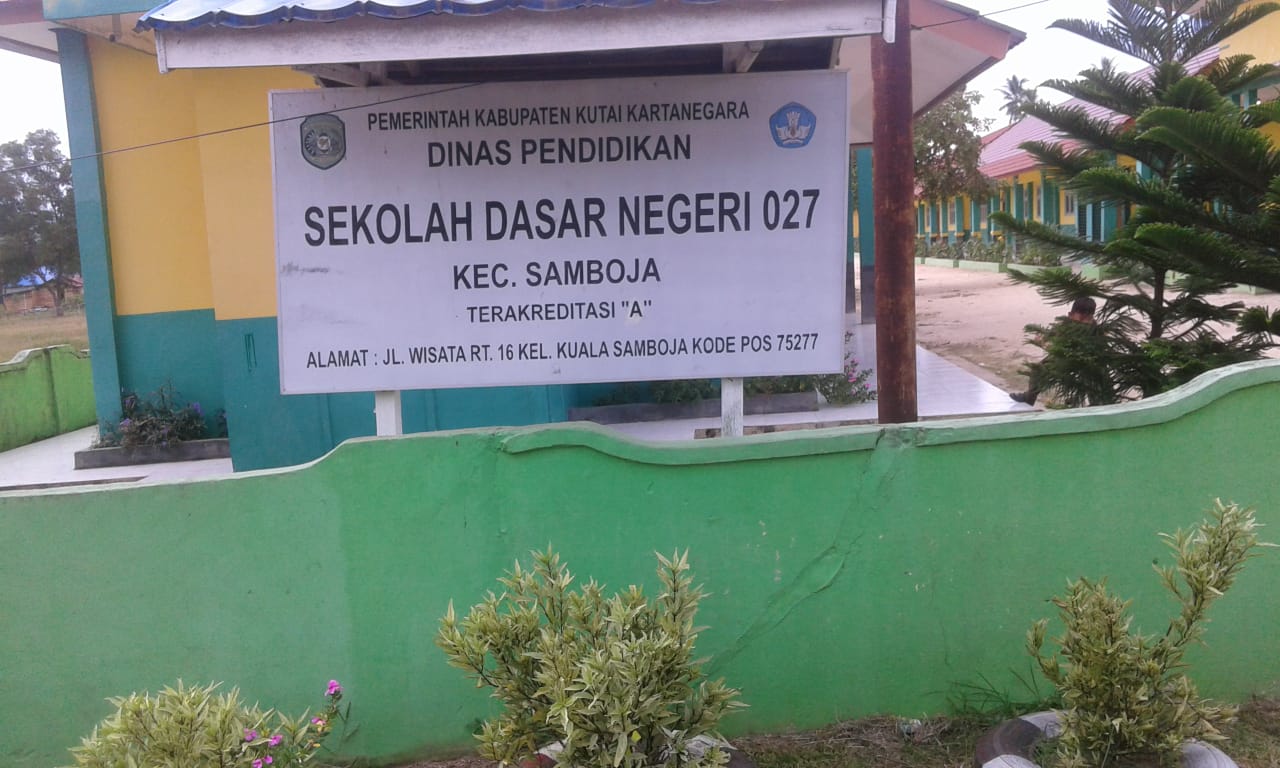 PEMERINTAH KABUPATEN KUTAI KARTANEGARA
DINAS PENDIDIKAN
SEKOLAH DASAR NEGERI 027
KEC. SAMBOJA
TERAKREDITASI "A"
ALAMAT : JL. WISATA RT. 16 KEL. KUALA SAMBOJA KODE POS 75277